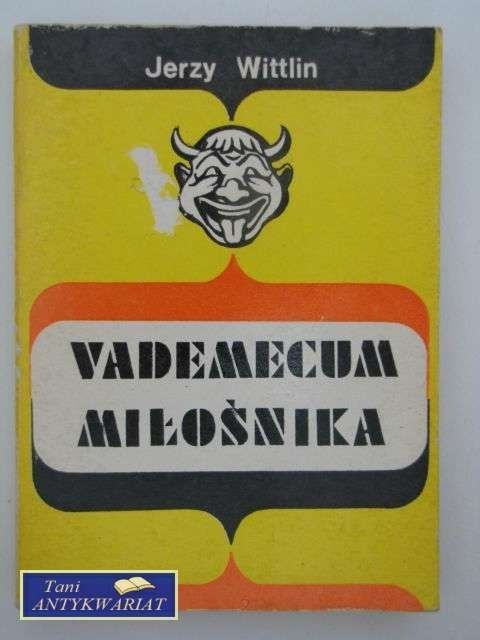 Jerzy Wittlin
VADEMECUM
MIŁOŚNIKA
Tani
ANTYKWARIAT